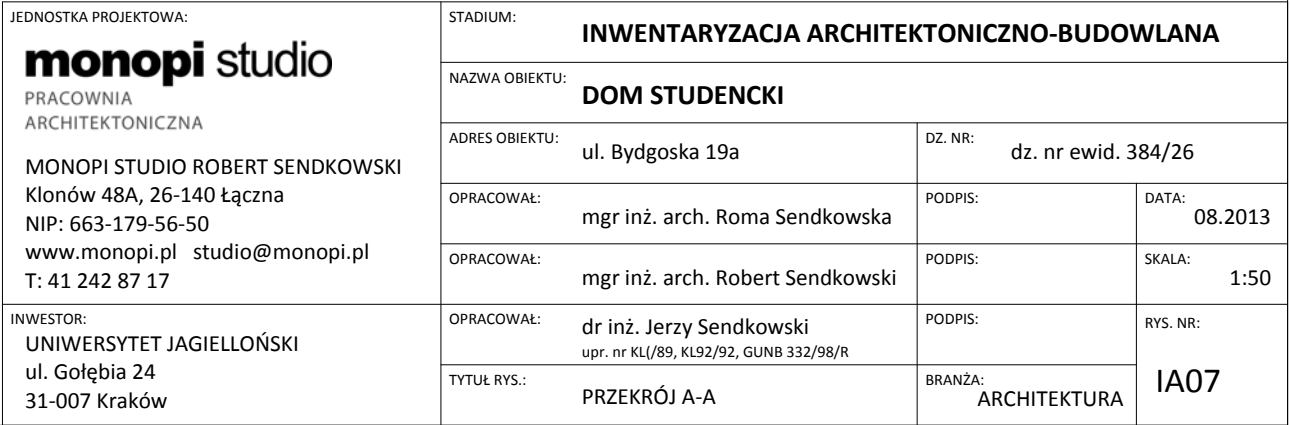 JEDNOSTKA PROJEKTOWA:
monopi studio
PRACOWNIA
ARCHITEKTONICZNA
MONOPI STUDIO ROBERT SENDKOWSKI
Klonów 48A, 26-140 Łączna
NIP: 663-179-56-50
www.monopi.pl studio@monopi.pl
T: 41 242 87 17
INWESTOR:
UNIWERSYTET JAGIELLOŃSKI
ul. Gołębia 24
31-007 Kraków
STADIUM:
INWENTARYZACJA ARCHITEKTONICZNO-BUDOWLANA
NAZWA OBIEKTU:
DOM STUDENCKI
ADRES OBIEKTU:
ul. Bydgoska 19a
DZ. NR:
dz. nr ewid. 384/26
OPRACOWAŁ:
mgr inż. arch. Roma Sendkowska
PODPIS:
DATA:
08.2013
OPRACOWAŁ:
mgr inż. arch. Robert Sendkowski
PODPIS:
SKALA:
1:50
OPRACOWAŁ:
dr inż. Jerzy Sendkowski
upr. nr KL(/89, KL92/92, GUNB 332/98/R
PODPIS:
RYS. NR:
IA07
TYTUŁ RYS.:
PRZEKRÓJ A-A
BRANŻA:
ARCHITEKTURA